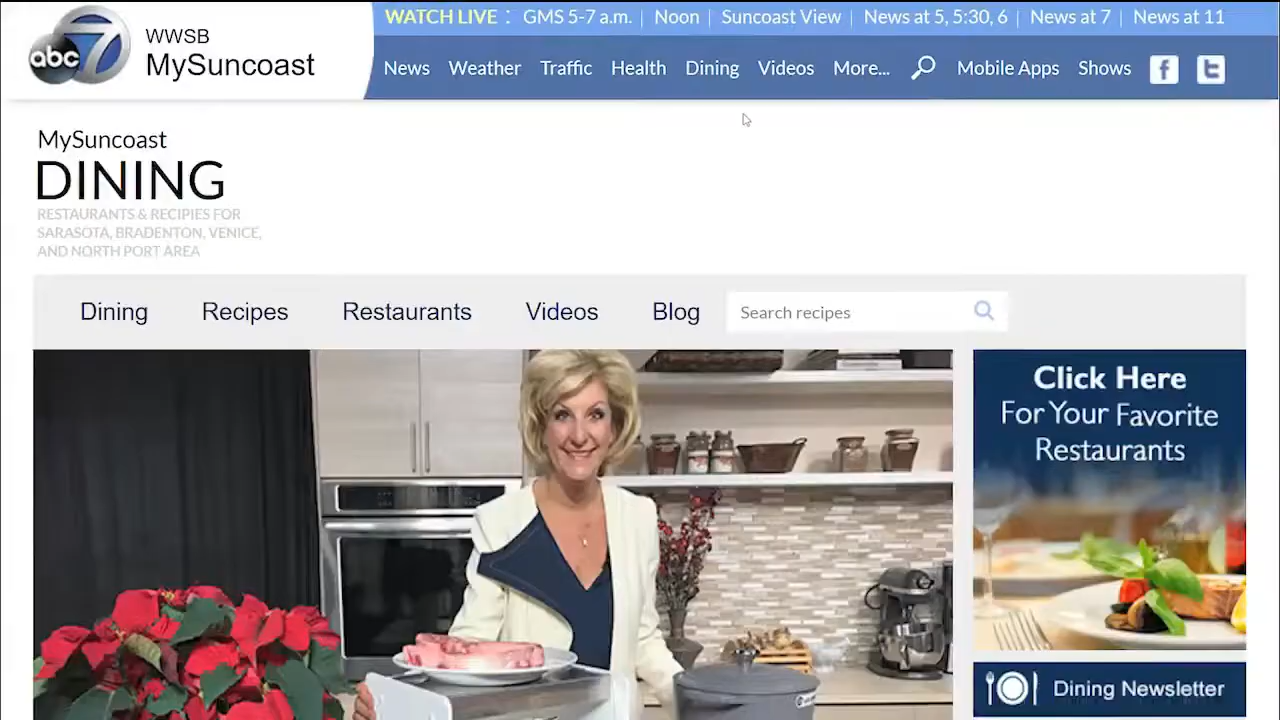 abc 7
WWSB
MySuncoast
WATCH LIVE : GMS 5-7 a.m. | Noon | Suncoast View | News at 5, 5:30, 6 | News at 7 | News at 11
News Weather Traffic Health Dining Videos More... Mobile Apps Shows
MySuncoast
DINING
RESTAURANTS & RECIPIES FOR
SARASOTA, BRADENTON, VENICE,
AND NORTH PORT AREA
Dining Recipes Restaurants Videos Blog Search recipes
Click Here
For Your Favorite
Restaurants
Dining Newsletter